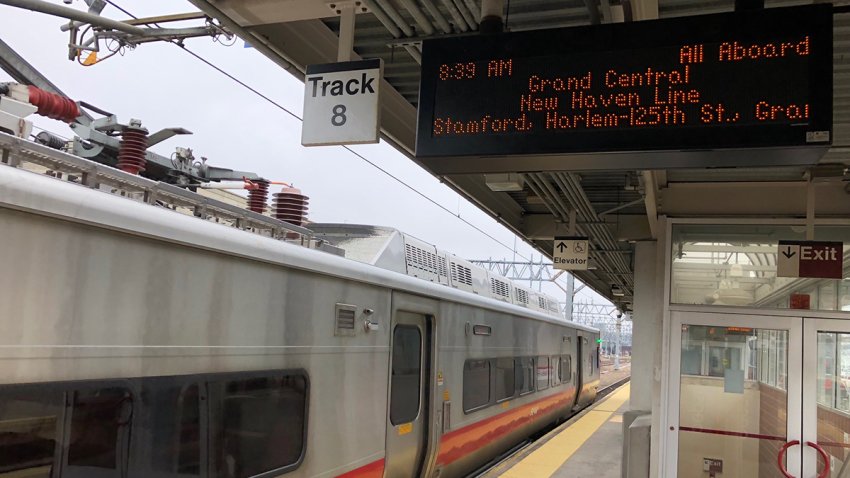 8:39 AM All Aboard
Grand Central
New Haven Line
Stamford, Harlem-125th St., Gra
Track
8
Elevator
Exit
Exit